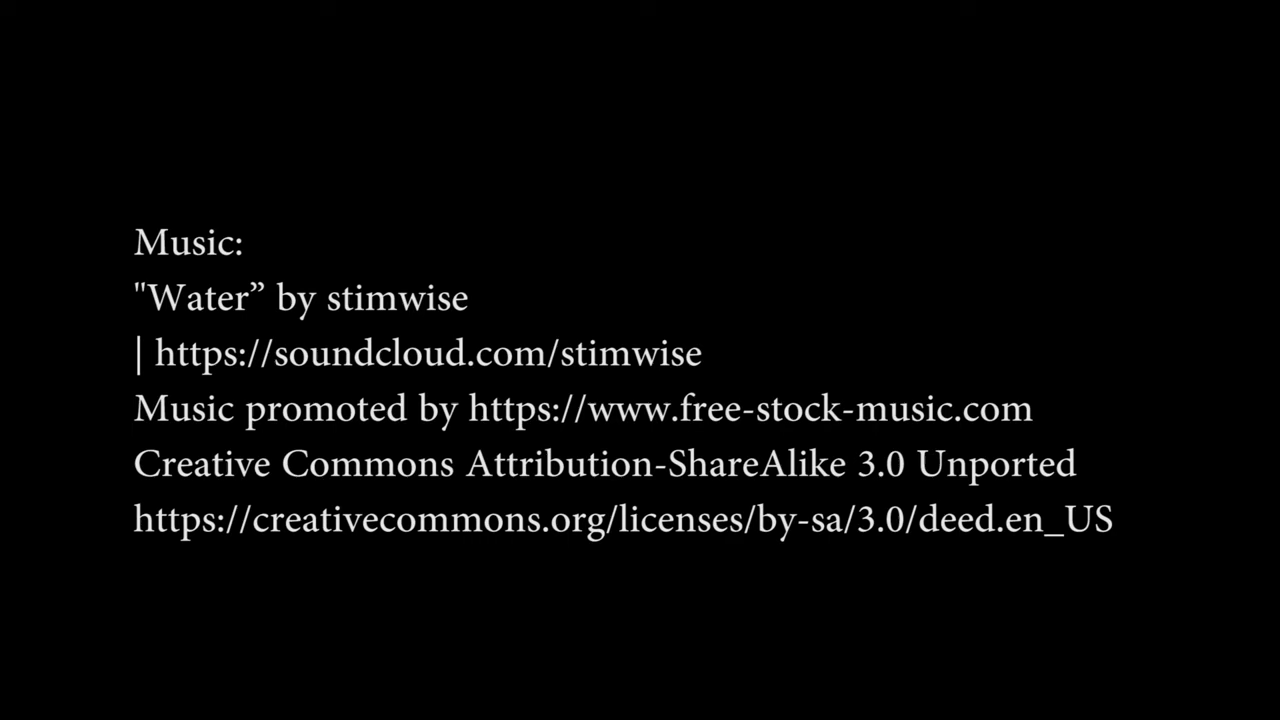 Music:
"Water” by stimwise
| https://soundcloud.com/stimwise
Music promoted by https://www.free-stock-music.com
Creative Commons Attribution-ShareAlike 3.0 Unported
https://creativecommons.org/licenses/by-sa/3.0/deed.en_US